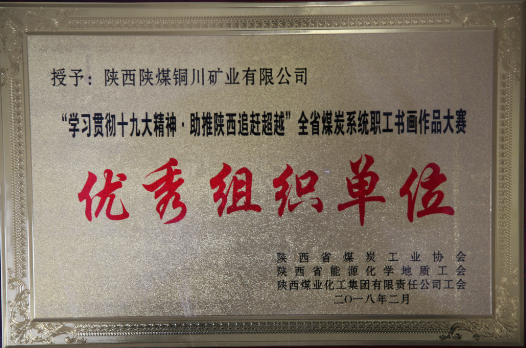 授予：陕西陕煤铜川矿业有限公司
“学习贯彻十九大精神·助推陕西追赶超越”全省煤炭系统职工书画作品大赛
优秀组织单位
陕西省煤炭工业协会
陕西省能源化学地质工会
陕西煤业化工集团有限责任公司工会
二〇一八年二月